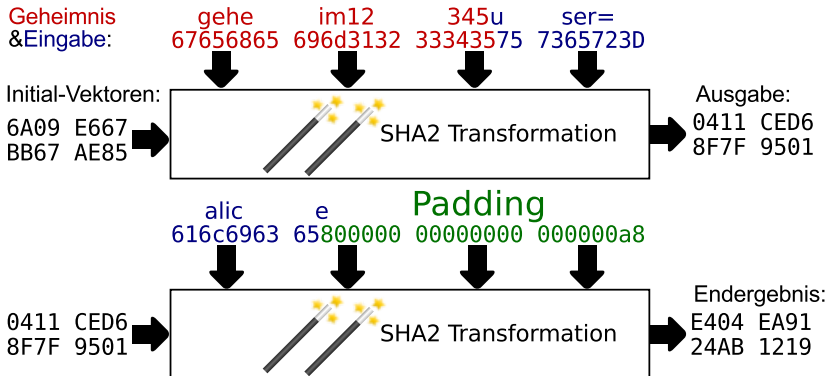 Geheimnis gehe im12 345u ser=
&Eingabe: 67656865 696d3132 33343575 7365723D
Initial-Vektoren: Ausgabe:
6A09 E667 SHA2 Transformation 0411 CED6
BB67 AE85 8F7F 9501
alic e Padding
616c6963 65800000 00000000 000000a8
Endergebnis:
0411 CED6 SHA2 Transformation E404 EA91
8F7F 9501 24AB 1219